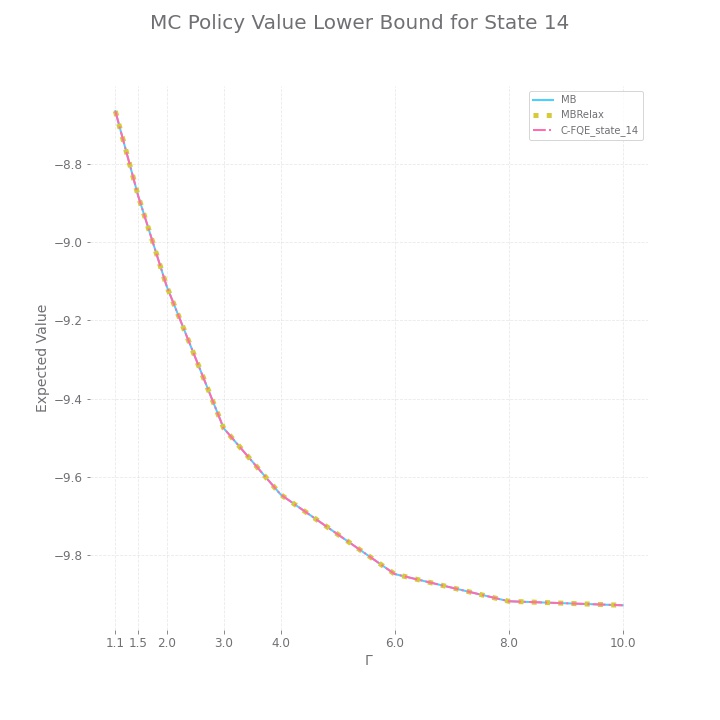 MC Policy Value Lower Bound for State 14
MB
MBRelax
C-FQE_state_14
−8.8
−9.0
−9.2
−9.4
−9.6
−9.8
Expected Value
1.1 1.5 2.0 3.0 4.0 6.0 8.0 10.0
Γ